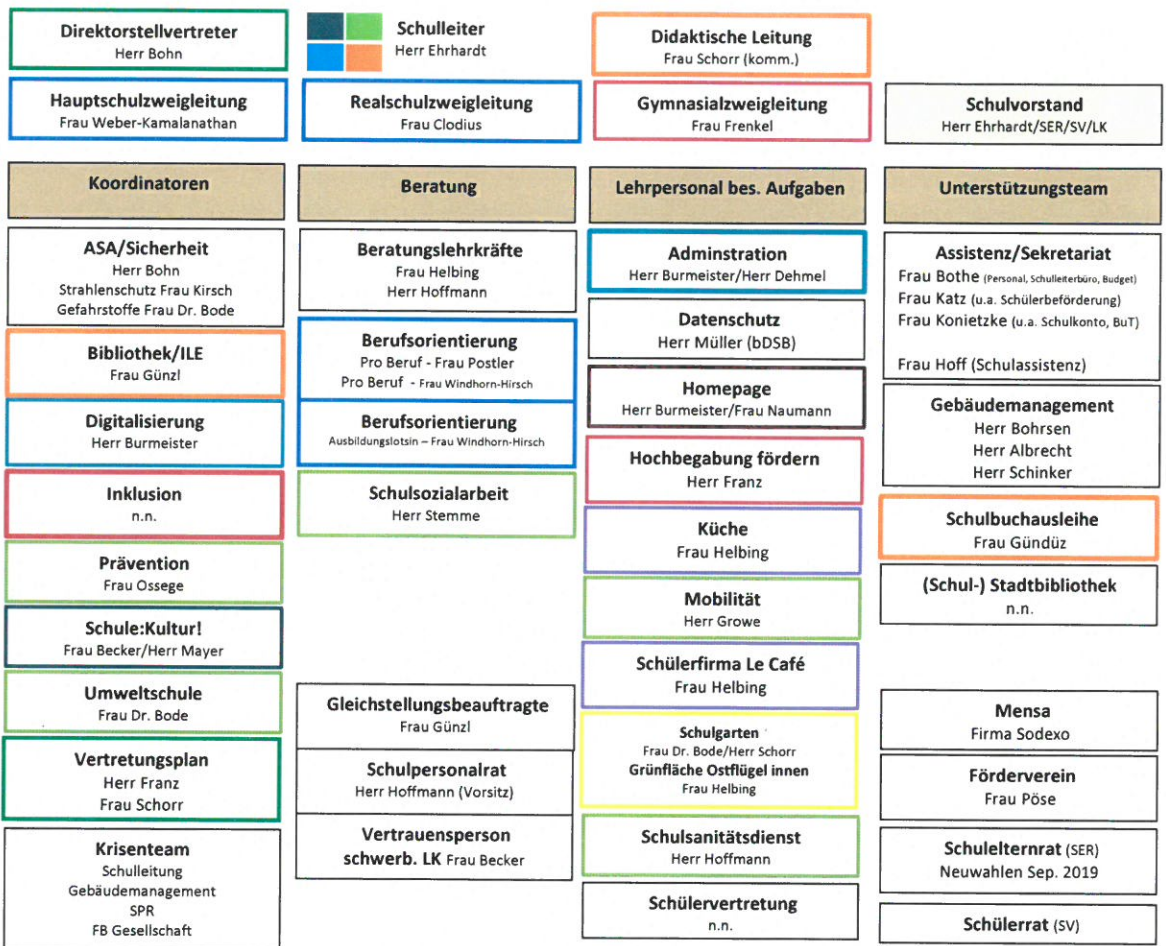 Direktorstellvertreter
Herr Bohn
Schulleiter
Herr Ehrhardt
Didaktische Leitung
Frau Schorr (komm.)
Hauptschulzweigleitung
Frau Weber-Kamalanathan
Realschulzweigleitung
Frau Clodius
Gymnasialzweigleitung
Frau Frenkel
Schulvorstand
Herr Ehrhardt/SER/SV/LK
Koordinatoren
ASA/Sicherheit
Herr Bohn
Strahlenschutz Frau Kirsch
Gefahrstoffe Frau Dr. Bode
Bibliothek/ILE
Frau Günzl
Digitalisierung
Herr Burmeister
Inklusion
n.n.
Prävention
Frau Ossege
Schule:Kultur!
Frau Becker/Herr Mayer
Umweltschule
Frau Dr. Bode
Vertretungsplan
Herr Franz
Frau Schorr
Krisenteam
Schulleitung
Gebäudemanagement
SPR
FB Gesellschaft
Beratung
Beratungslehrkräfte
Frau Helbing
Herr Hoffmann
Berufsorientierung
Pro Beruf - Frau Postler
Pro Beruf - Frau Windhorn-Hirsch
Berufsorientierung
Ausbildungslotsin – Frau Windhorn-Hirsch
Schulsozialarbeit
Herr Stemme
Gleichstellungsbeauftragte
Frau Günzl
Schulpersonalrat
Herr Hoffmann (Vorsitz)
Vertrauensperson
schwerb. LK Frau Becker
Lehrpersonal bes. Aufgaben
Adminstration
Herr Burmeister/Herr Dehmel
Datenschutz
Herr Müller (bDSB)
Homepage
Herr Burmeister/Frau Naumann
Hochbegabung fördern
Herr Franz
Küche
Frau Helbing
Mobilität
Herr Growe
Schülerfirma Le Café
Frau Helbing
Schulgarten
Frau Dr. Bode/Herr Schorr
Grünfläche Ostflügel innen
Frau Helbing
Schulsanitätsdienst
Herr Hoffmann
Schülervertretung
n.n.
Unterstützungsteam
Assistenz/Sekretariat
Frau Bothe (Personal, Schulleiterbüro, Budget)
Frau Katz (u.a. Schülerbeförderung)
Frau Konietzke (u.a. Schulkonto, BuT)
Frau Hoff (Schulassistenz)
Gebäudemanagement
Herr Bohrsen
Herr Albrecht
Herr Schinker
Schulbuchausleihe
Frau Gündüz
(Schul-) Stadtbibliothek
n.n.
Mensa
Firma Sodexo
Förderverein
Frau Pöse
Schulelternrat (SER)
Neuwahlen Sep. 2019
Schülerrat (SV)